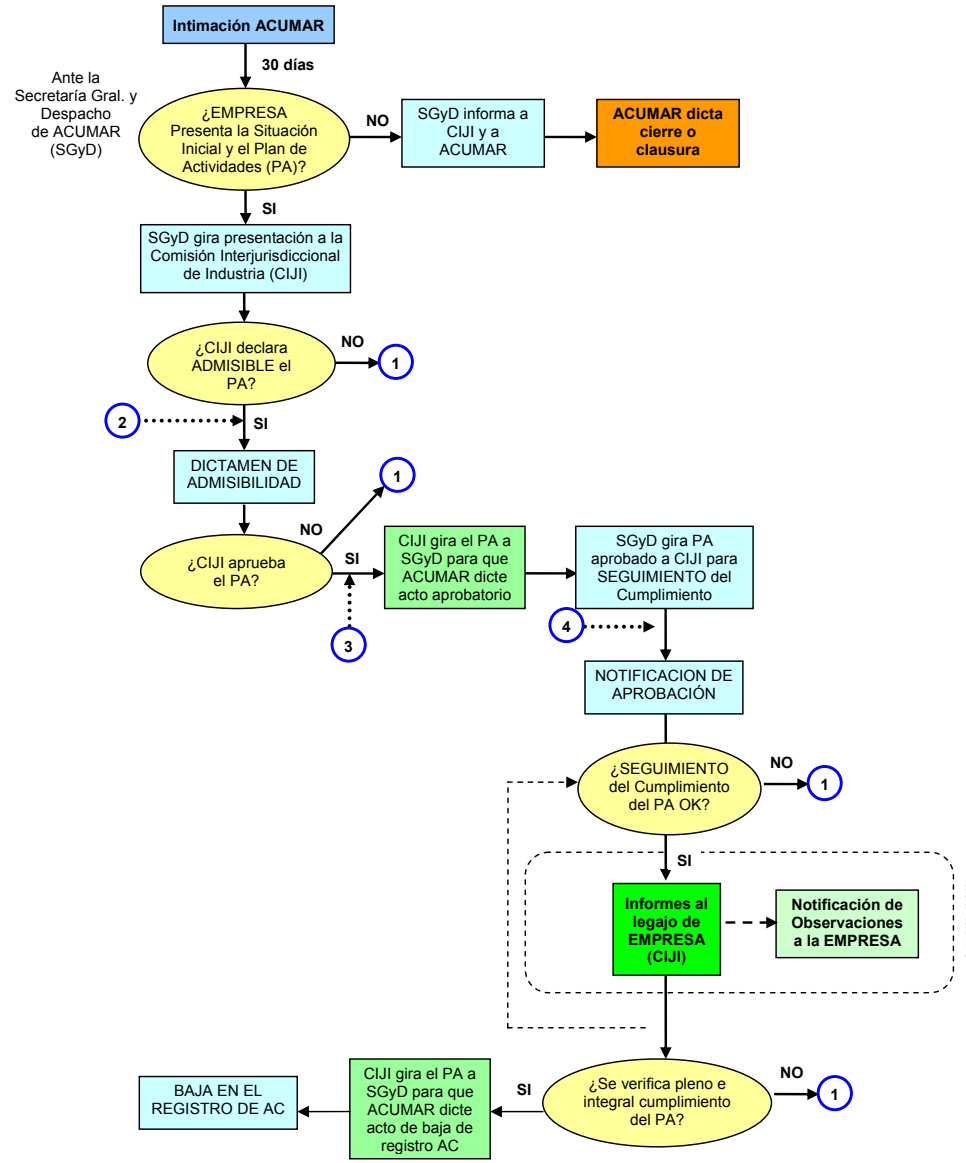 Intimación ACUMAR
30 días
Ante la
Secretaría Gral. y
Despacho
de ACUMAR
(SGyD)
¿EMPRESA
Presenta la Situación
Inicial y el Plan de
Actividades (PA)?
NO
SGyD informa a
CIJI y a
ACUMAR
ACUMAR dicta
cierre o
clausura
SI
SGyD gira presentación a la
Comisión Interjurisdiccional
de Industria (CIJI)
¿CIJI declara
ADMISIBLE el
PA?
NO
1
2
SI
DICTAMEN DE
ADMISIBILIDAD
1
NO
¿CIJI aprueba
el PA?
SI
3
CIJI gira el PA a
SGyD para que
ACUMAR dicte
acto aprobatorio
SGyD gira PA
aprobado a CIJI para
SEGUIMIENTO del
Cumplimiento
4
NOTIFICACION DE
APROBACIÓN
¿SEGUIMIENTO
del Cumplimiento
del PA OK?
NO
1
SI
Informes al
legajo de
EMPRESA
(CIJI)
Notificación de
Observaciones
a la EMPRESA
¿Se verifica pleno e
integral cumplimiento
del PA?
NO
1
SI
CIJI gira el PA a
SGyD para que
ACUMAR dicte
acto de baja de
registro AC
BAJA EN EL
REGISTRO DE AC